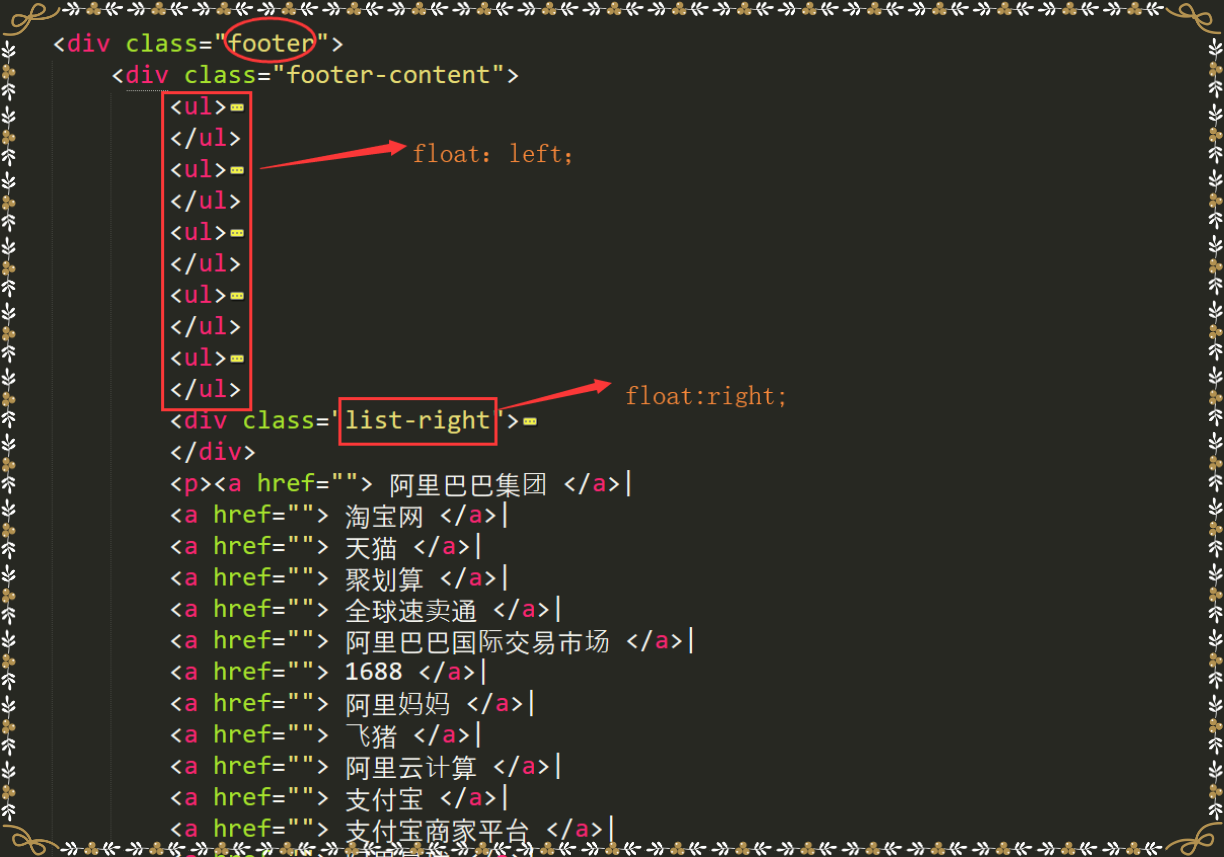 <div class="footer">
<div class="footer-content">
<ul>
</ul>
<ul>
float: left;
</ul>
<ul>
</ul>
<ul>
</ul>
<ul>
</ul>
float:right;
<div class="list-right">
</div>
<p><a href=""> 阿里巴巴集团 </a>|
<a href=""> 淘宝网 </a>|
<a href=""> 天猫 </a>|
<a href=""> 聚划算 </a>|
<a href=""> 全球速卖通 </a>|
<a href=""> 阿里巴巴国际交易市场 </a>|
<a href=""> 1688 </a>|
<a href=""> 阿里妈妈 </a>|
<a href=""> 飞猪 </a>|
<a href=""> 阿里云计算 </a>|
<a href=""> 支付宝 </a>|
<a href=""> 支付宝商家平台 </a>|